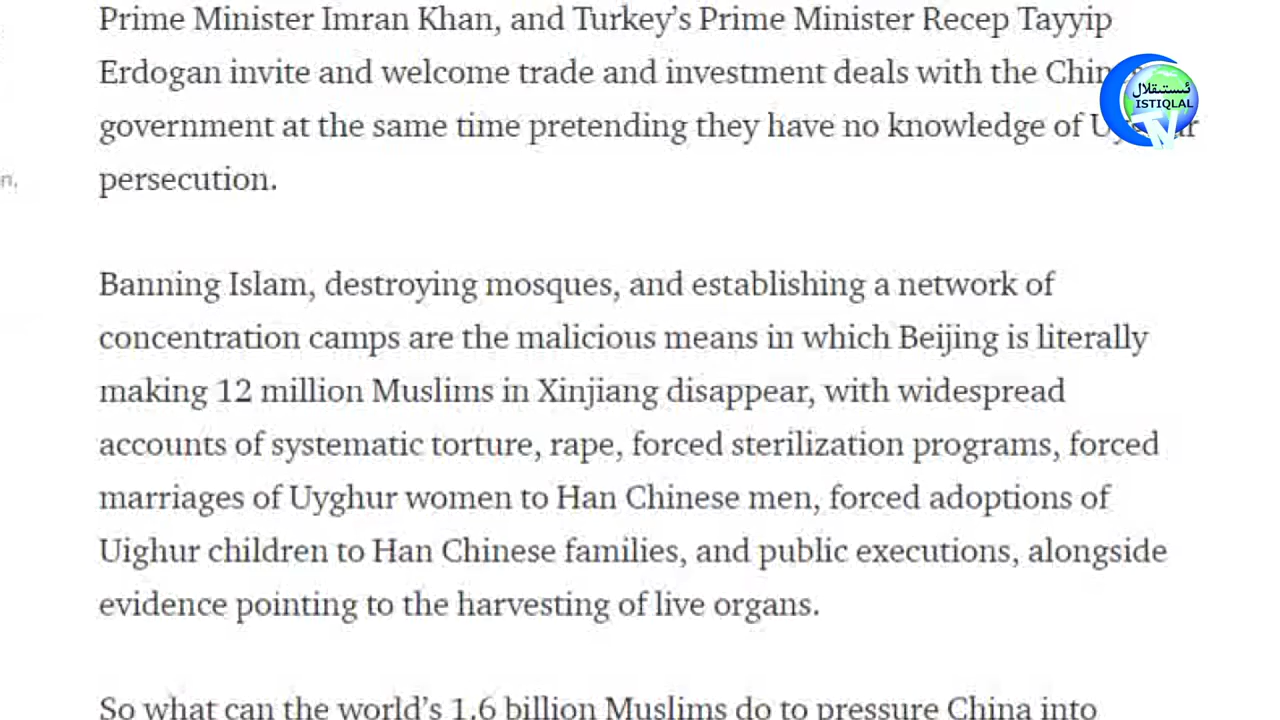 Prime Minister Imran Khan, and Turkey's Prime Minister Recep Tayyip
Erdogan invite and welcome trade and investment deals with the
government at the same time pretending they have no knowledge of
persecution.
n,
Banning Islam, destroying mosques, and establishing a network of
concentration camps are the malicious means in which Beijing is literally
making 12 million Muslims in Xinjiang disappear, with widespread
accounts of systematic torture, rape, forced sterilization programs, forced
marriages of Uyghur women to Han Chinese men, forced adoptions of
Uighur children to Han Chinese families, and public executions, alongside
evidence pointing to the harvesting of live organs.
So what can the world's 1.6 billion Muslims do to pressure China into
ئىستىقلال
ISTIQLAL
TV